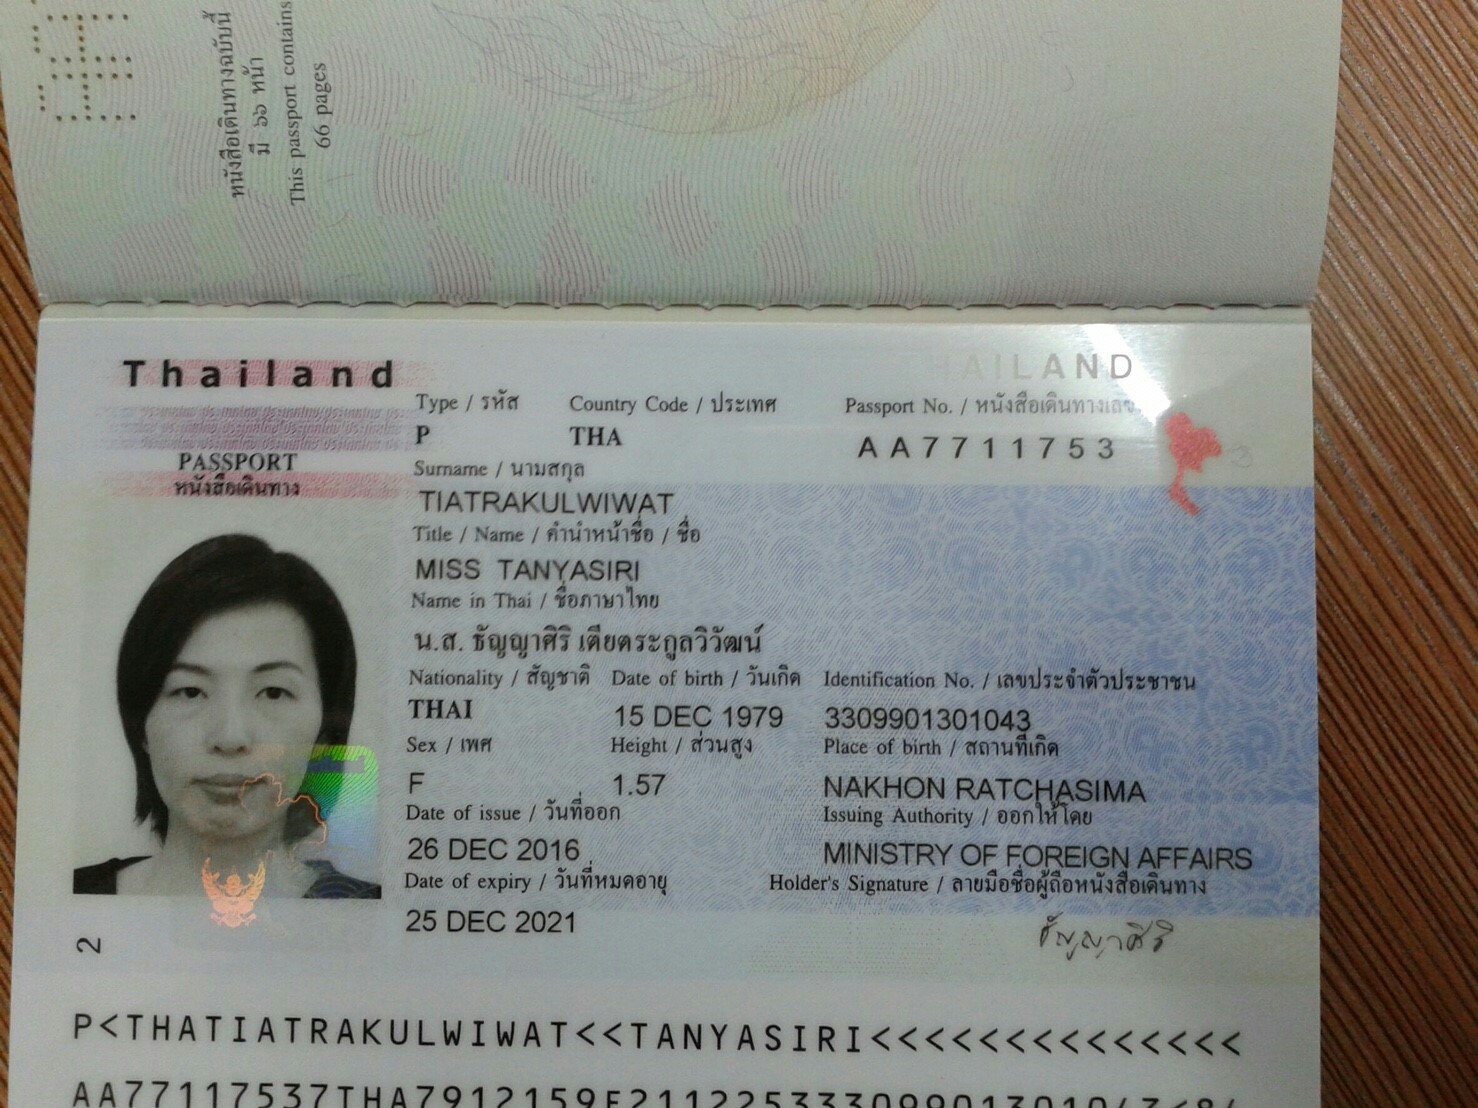 หนังสือเดินทางฉบับนี้
มี ๖๖ หน้า
This passport contains
66 pages
Thailand
THAILAND
PASSPORT
หนังสือเดินทาง
Type / รหัส Country Code / ประเทศ Passport No. / หนังสือเดินทางเลข
P THA AA7711753
Surname / นามสกุล
TIATRAKULWIWAT
Title / Name / คำนำหน้าชื่อ / ชื่อ
MISS TANYASIRI
Name in Thai / ชื่อภาษาไทย
น.ส. ธัญญาศิริ เตียตระกูลวิวัฒน์
Nationality / สัญชาติ Date of birth / วันเกิด Identification No. / เลขประจำตัวประชาชน
THAI 15 DEC 1979 3309901301043
Sex / เพศ Height / ส่วนสูง Place of birth / สถานที่เกิด
F 1.57 NAKHON RATCHASIMA
Date of issue / วันที่ออก Issuing Authority / ออกให้โดย
26 DEC 2016 MINISTRY OF FOREIGN AFFAIRS
Date of expiry / วันที่หมดอายุ Holder's Signature / ลายมือชื่อผู้ถือหนังสือเดินทาง
25 DEC 2021 ธัญญาศิริ
2
P<THATIATRAKULWIWAT<<TANYASIRI<<<<<<<<<<<<<<
AA77117537THA7912159F21122533309901301043<84